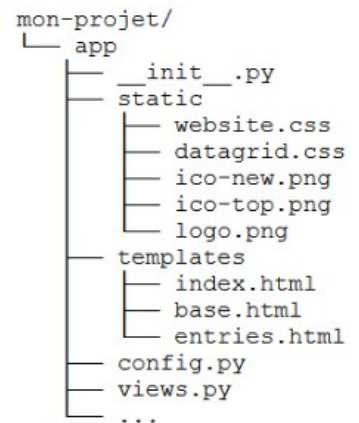 mon-projet/
└── app
    ├── __init__.py
    ├── static
    │   ├── website.css
    │   ├── datagrid.css
    │   ├── ico-new.png
    │   ├── ico-top.png
    │   └── logo.png
    ├── templates
    │   ├── index.html
    │   ├── base.html
    │   └── entries.html
    ├── config.py
    ├── views.py
    └── ...